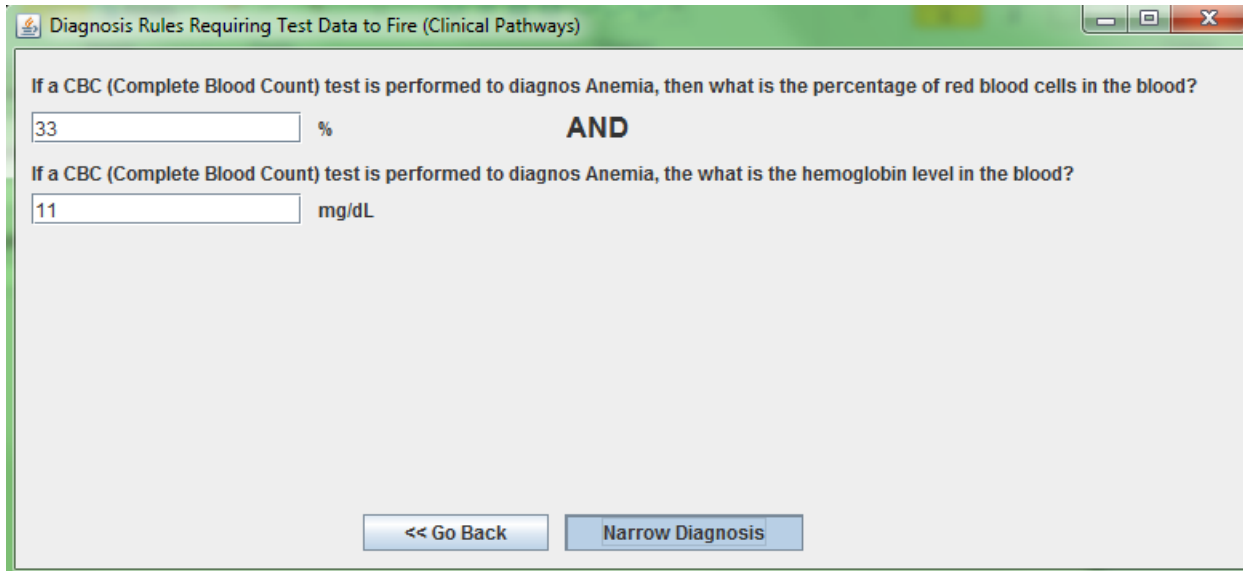 Diagnosis Rules Requiring Test Data to Fire (Clinical Pathways)
If a CBC (Complete Blood Count) test is performed to diagnos Anemia, then what is the percentage of red blood cells in the blood?
33 % AND
If a CBC (Complete Blood Count) test is performed to diagnos Anemia, the what is the hemoglobin level in the blood?
11 mg/dL
<< Go Back Narrow Diagnosis